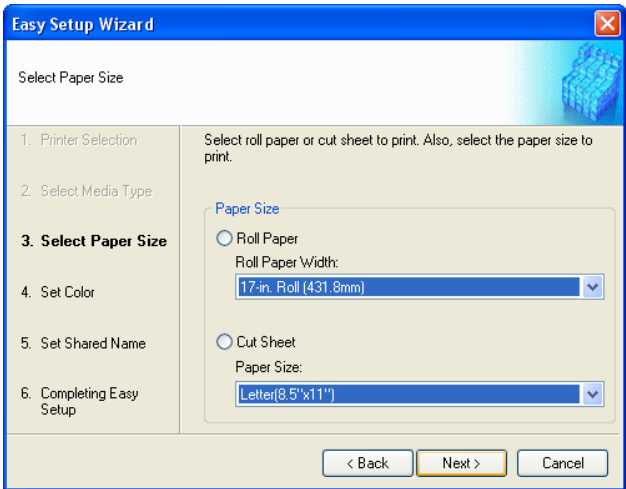 Easy Setup Wizard
Select Paper Size
1. Printer Selection
2. Select Media Type
3. Select Paper Size
4. Set Color
5. Set Shared Name
6. Completing Easy
Setup
Select roll paper or cut sheet to print. Also, select the paper size to
print.
Paper Size
Roll Paper
Roll Paper Width:
17-in. Roll (431.8mm)
Cut Sheet
Paper Size:
Letter(8.5"x11")
< Back
Next >
Cancel